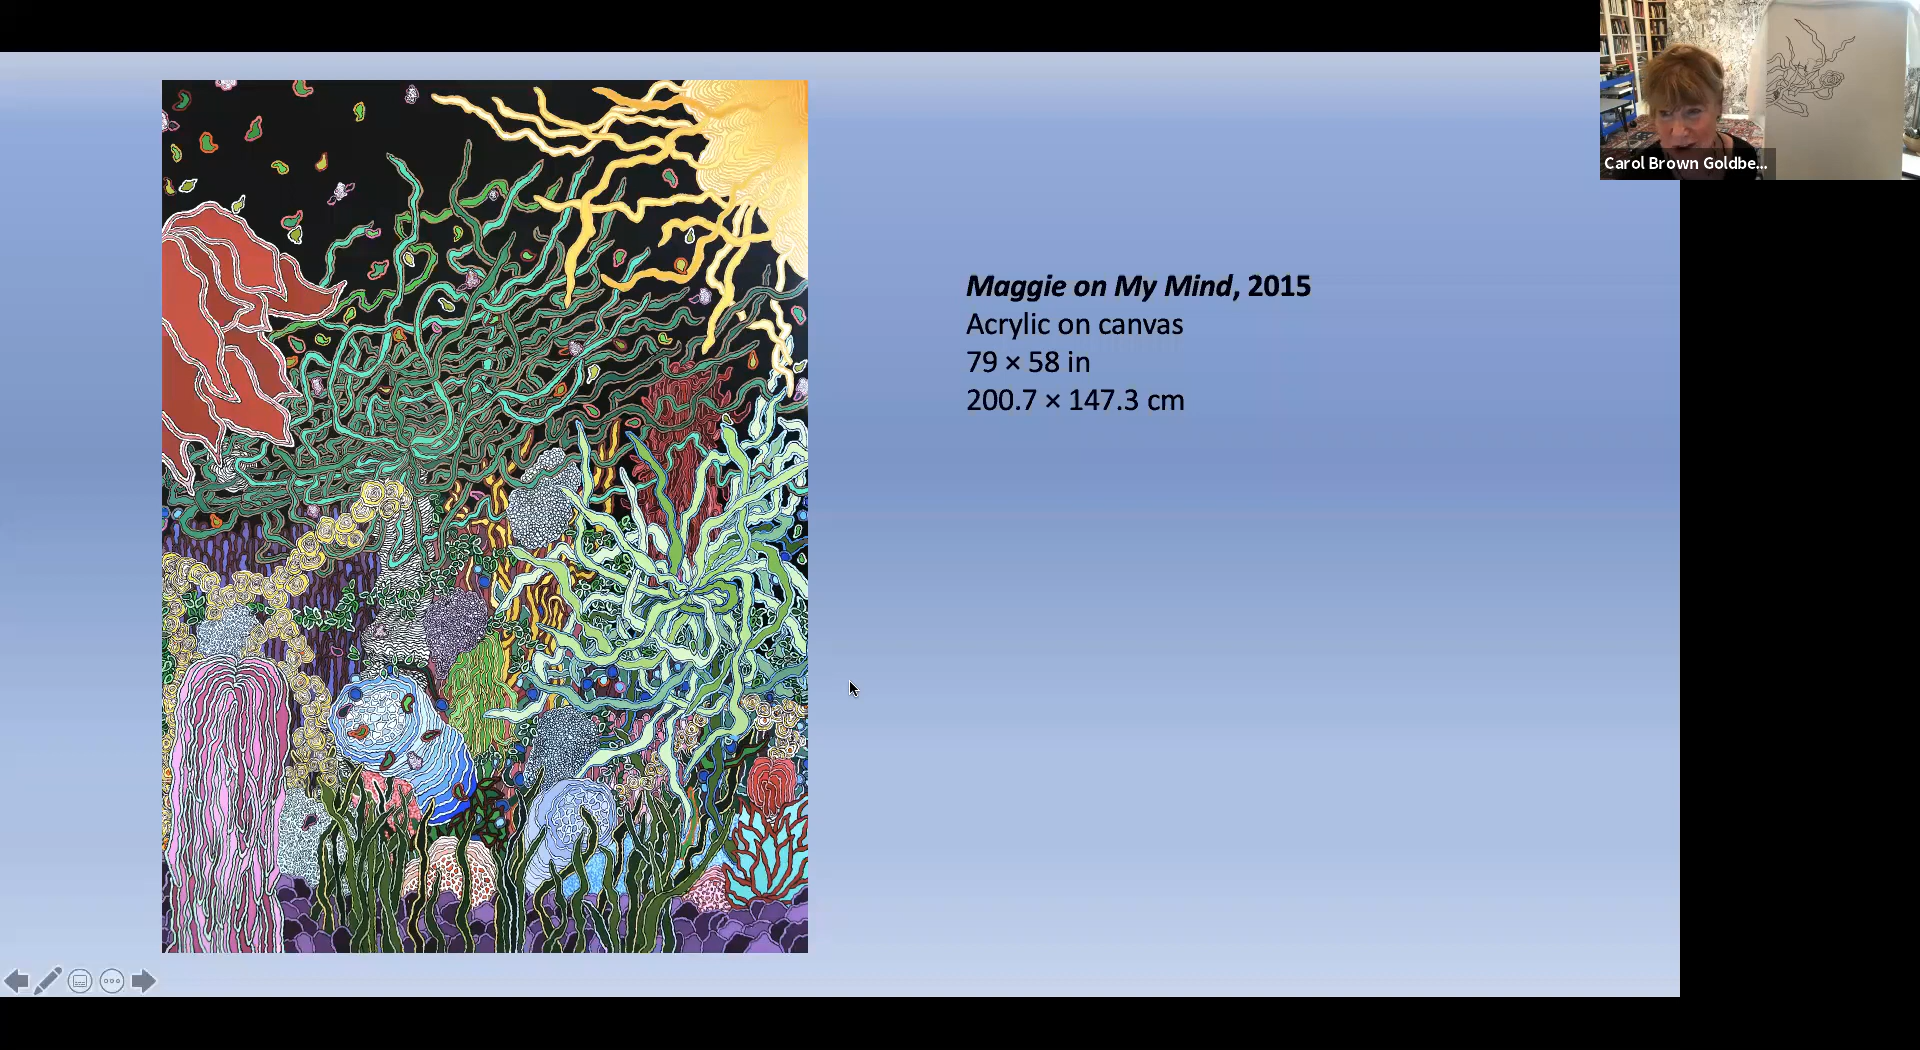 Carol Brown Goldbe...
Maggie on My Mind, 2015
Acrylic on canvas
79 × 58 in
200.7 × 147.3 cm